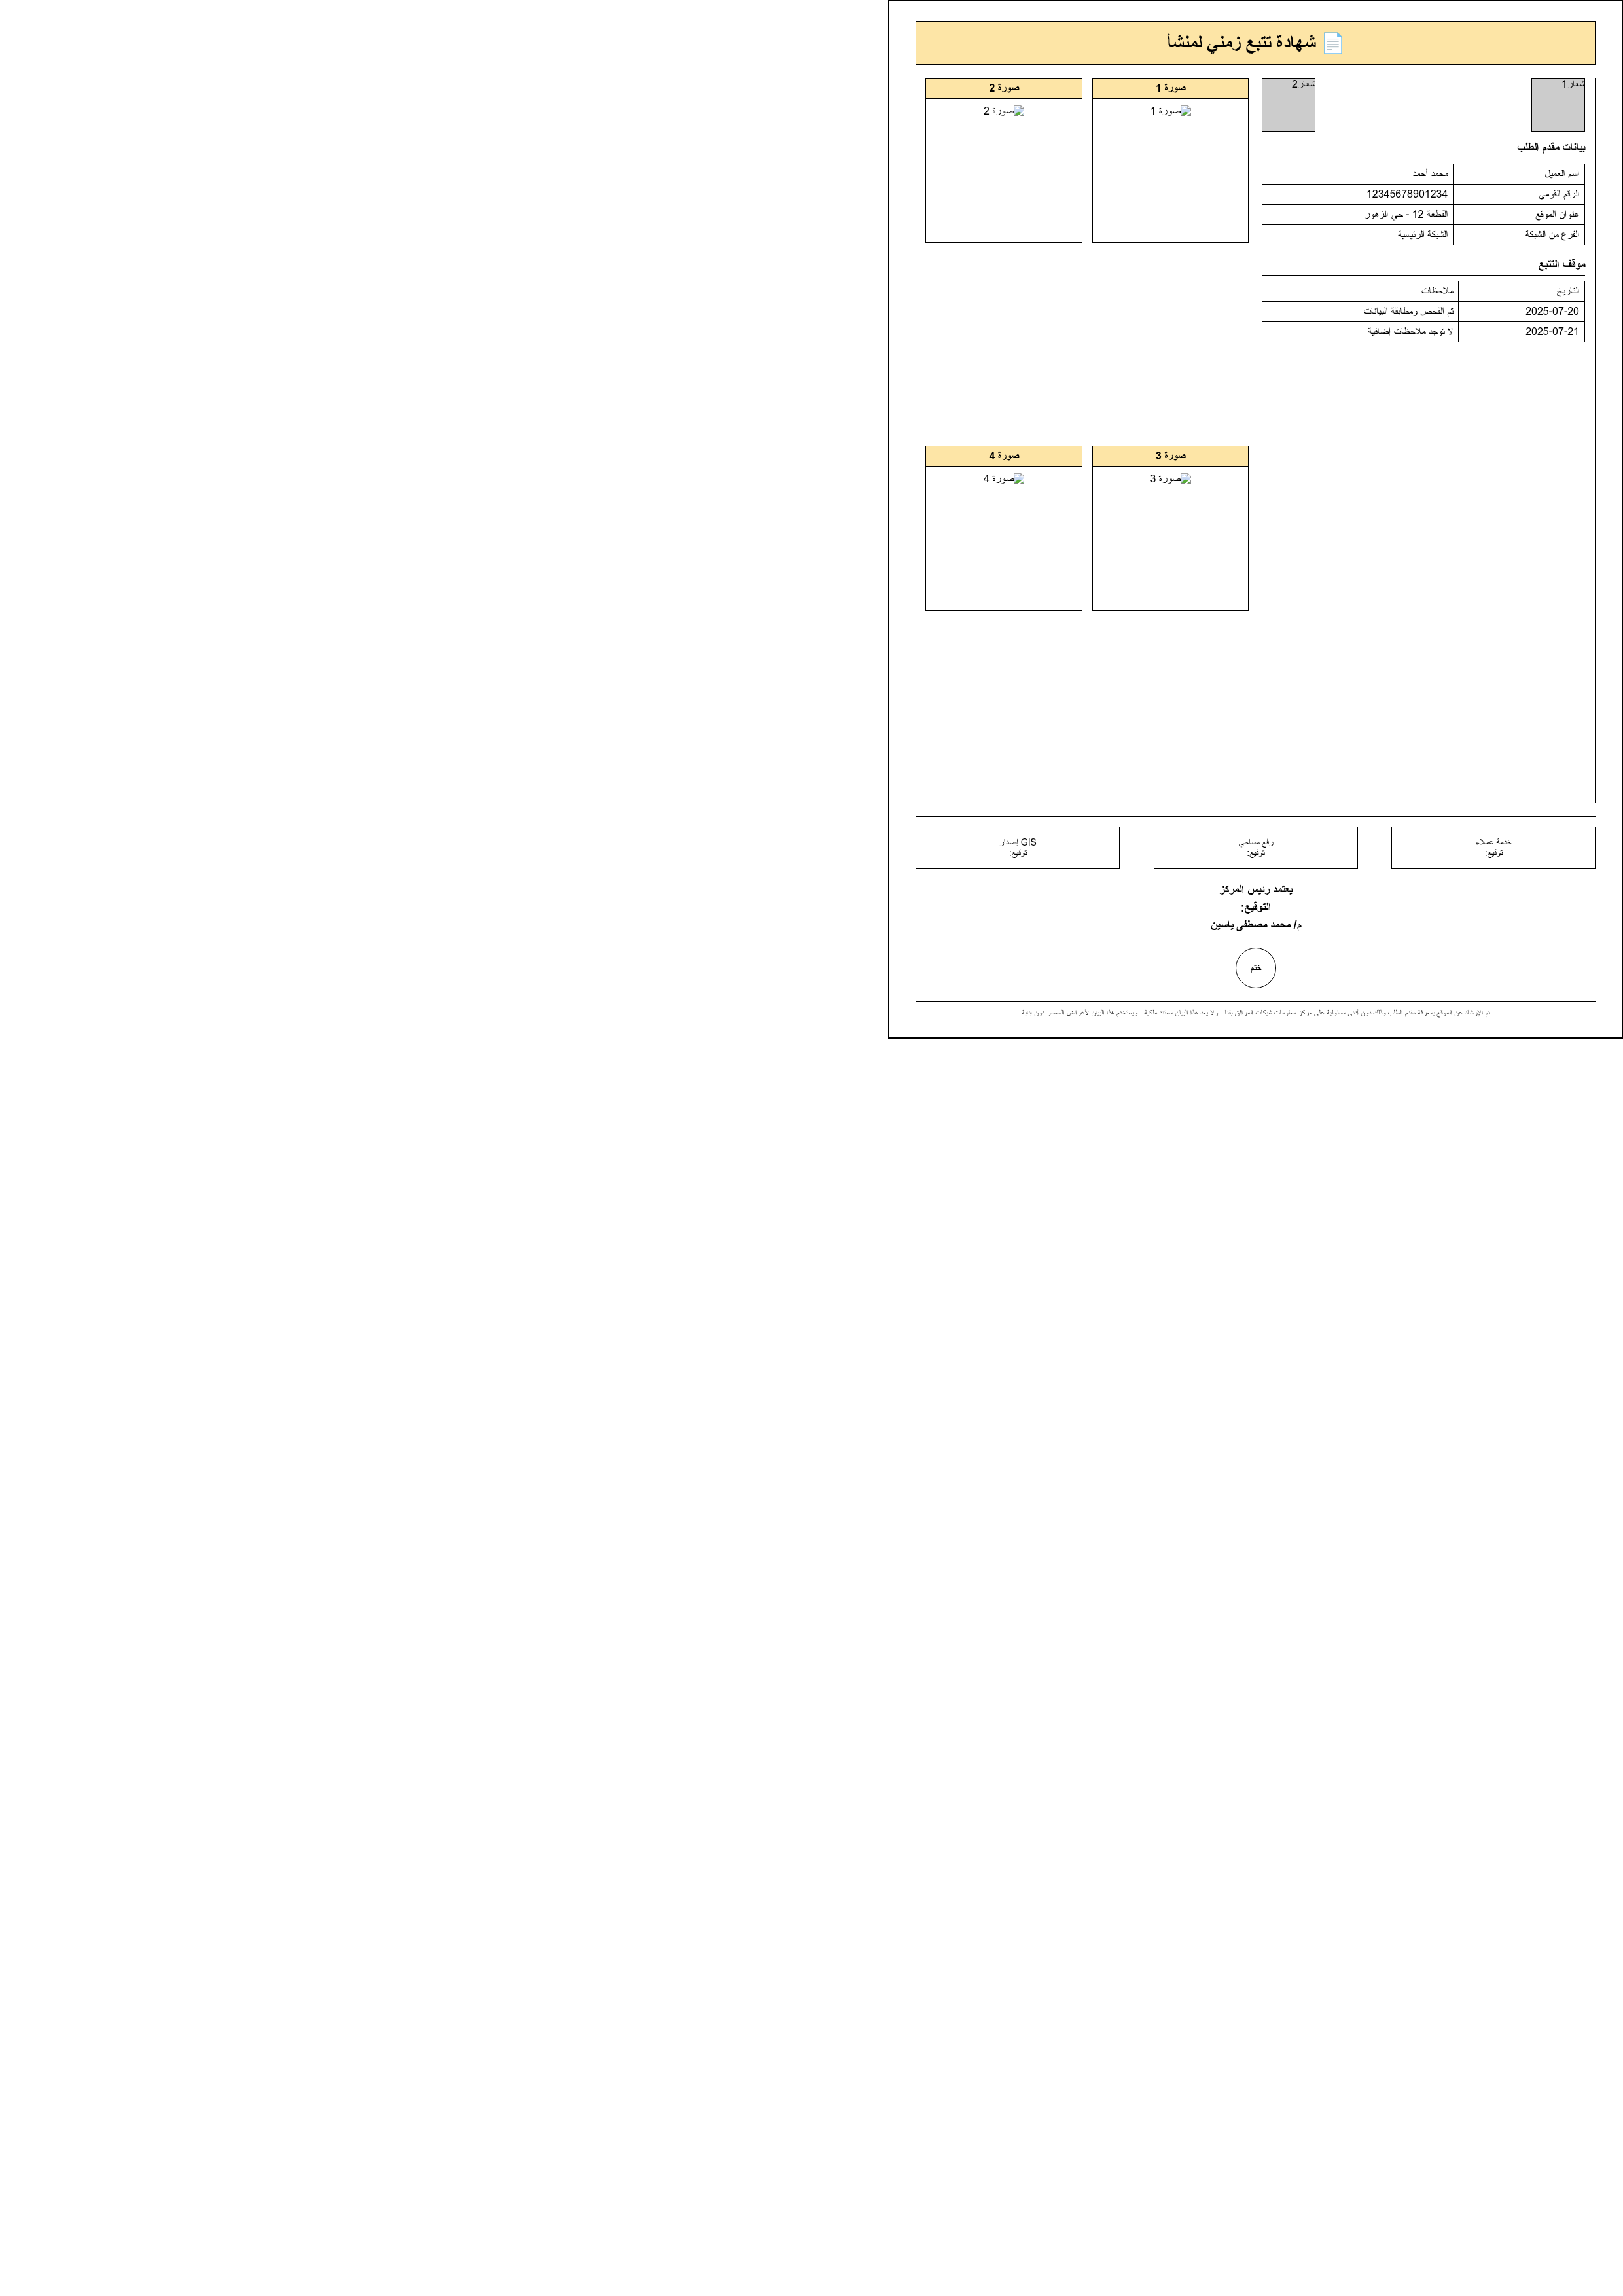 📄 شهادة تتبع زمني لمنشأ
شعار1
شعار2
بيانات مقدم الطلب
اسم العميل محمد أحمد
الرقم القومي 12345678901234
عنوان الموقع القطعة 12 - حي الزهور
الفرع من الشبكة الشبكة الرئيسية
موقف التتبع
التاريخ ملاحظات
2025-07-20 تم الفحص ومطابقة البيانات
2025-07-21 لا توجد ملاحظات إضافية
صورة 1
صورة 1
صورة 2
صورة 2
صورة 3
صورة 3
صورة 4
صورة 4
خدمة عملاء
توقيع:
رفع مساحي
توقيع:
GIS إصدار
توقيع:
يعتمد رئيس المركز
التوقيع:
م/ محمد مصطفى ياسين
ختم
تم الإرشاد عن الموقع بمعرفة مقدم الطلب وذلك دون أدنى مسئولية على مركز معلومات شبكات المرافق بقنا ـ ولا يعد هذا البيان مستند ملكية ـ ويستخدم هذا البيان لأغراض الحصر دون إنابة